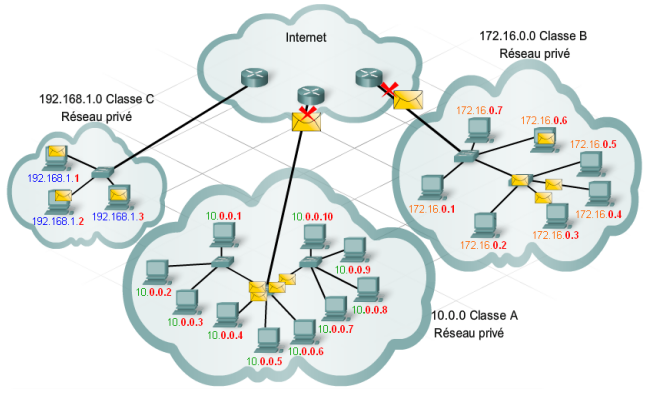 Internet
172.16.0.0 Classe B
Réseau privé
192.168.1.0 Classe C
Réseau privé
192.168.1.1
192.168.1.2
192.168.1.3
172.16.0.7
172.16.0.6
172.16.0.5
172.16.0.1
172.16.0.4
172.16.0.2
172.16.0.3
10.0.0.1
10.0.0.10
10.0.0.2
10.0.0.9
10.0.0.3
10.0.0.8
10.0.0.4
10.0.0.7
10.0.0.5
10.0.0.6
10.0.0.0 Classe A
Réseau privé